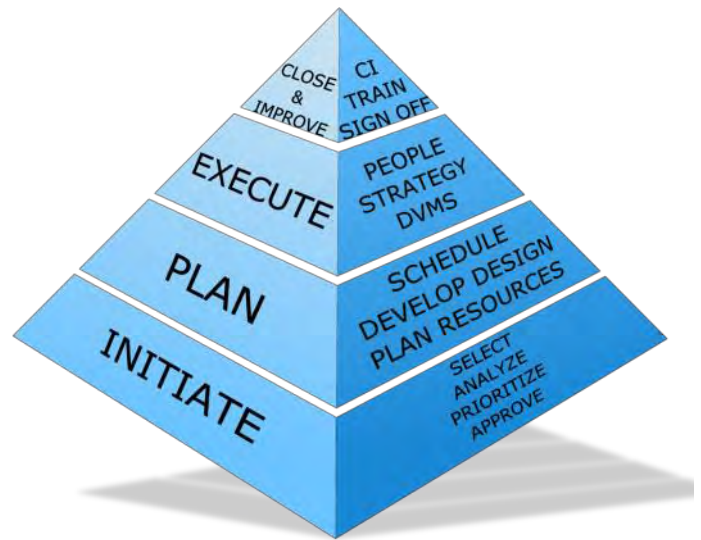 CLOSE
&
IMPROVE
CI
TRAIN
SIGN OFF
EXECUTE
PEOPLE
STRATEGY
DVMS
PLAN
SCHEDULE
DEVELOP DESIGN
PLAN RESOURCES
INITIATE
SELECT
ANALYZE
PRIORITIZE
APPROVE